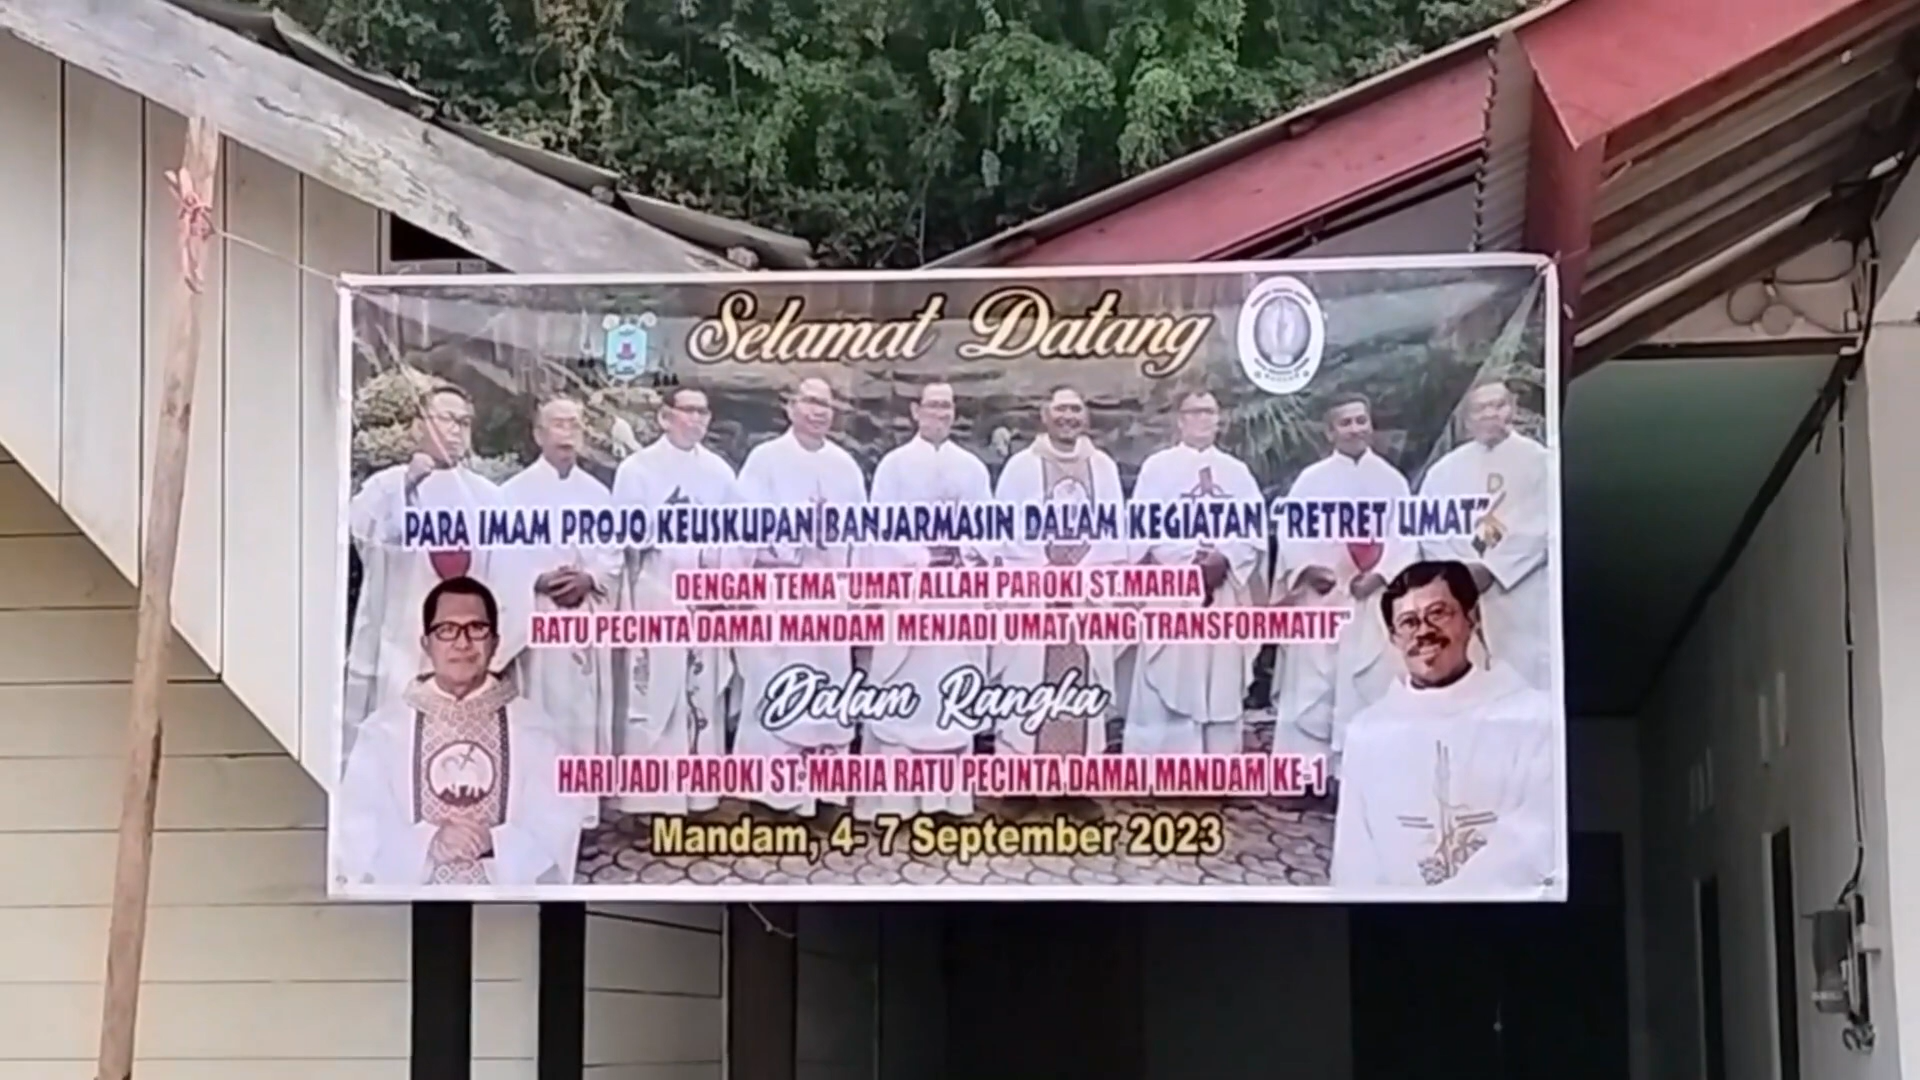 Selamat Datang
PARA IMAM PROJO KEUSKUPAN BANJARMASIN DALAM KEGIATAN "RETRET UMAT"
DENGAN TEMA "UMAT ALLAH PAROKI ST.MARIA
RATU PECINTA DAMAI MANDAM MENJADI UMAT YANG TRANSFORMATIF"
Dalam Rangka
HARI JADI PAROKI ST. MARIA RATU PECINTA DAMAI MANDAM KE-1
Mandam, 4- 7 September 2023